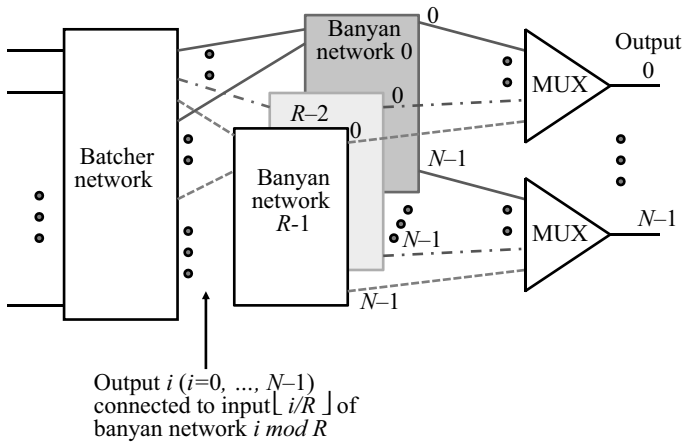 Banyan
network 0
0
Output
0
MUX
0
R–2
0
Batcher
network
N–1
Banyan
network
R-1
N–1
MUX
N–1
N–1
Output i (i=0, ..., N–1)
connected to input⌊ i/R ⌋ of
banyan network i mod R